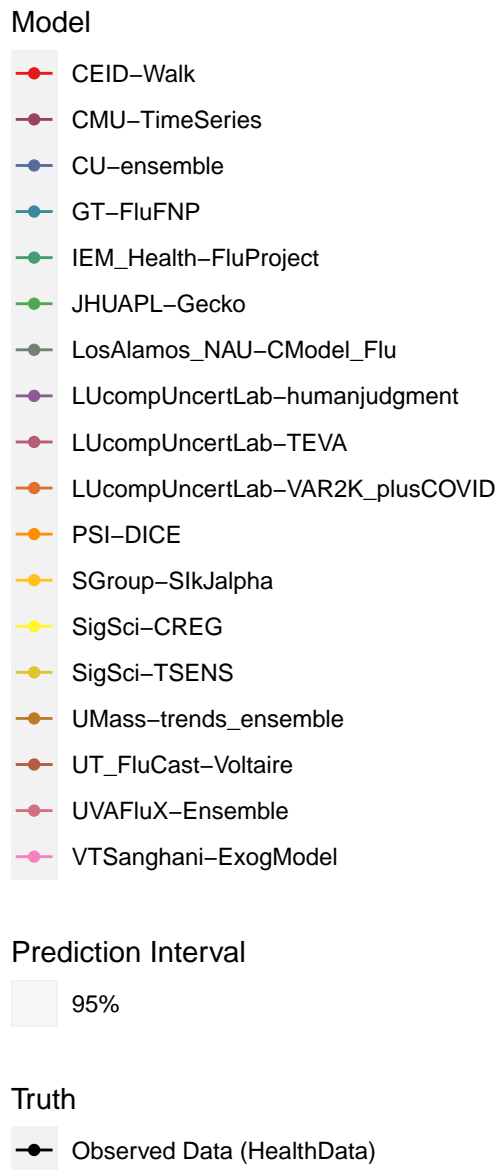 Model
CEID−Walk
CMU−TimeSeries
CU−ensemble
GT−FluFNP
IEM_Health−FluProject
JHUAPL−Gecko
LosAlamos_NAU−CModel_Flu
LUcompUncertLab−humanjudgment
LUcompUncertLab−TEVA
LUcompUncertLab−VAR2K_plusCOVID
PSI−DICE
SGroup−SIkJalpha
SigSci−CREG
SigSci−TSENS
UMass−trends_ensemble
UT_FluCast−Voltaire
UVAFluX−Ensemble
VTSanghani−ExogModel
Prediction Interval
95%
Truth
Observed Data (HealthData)